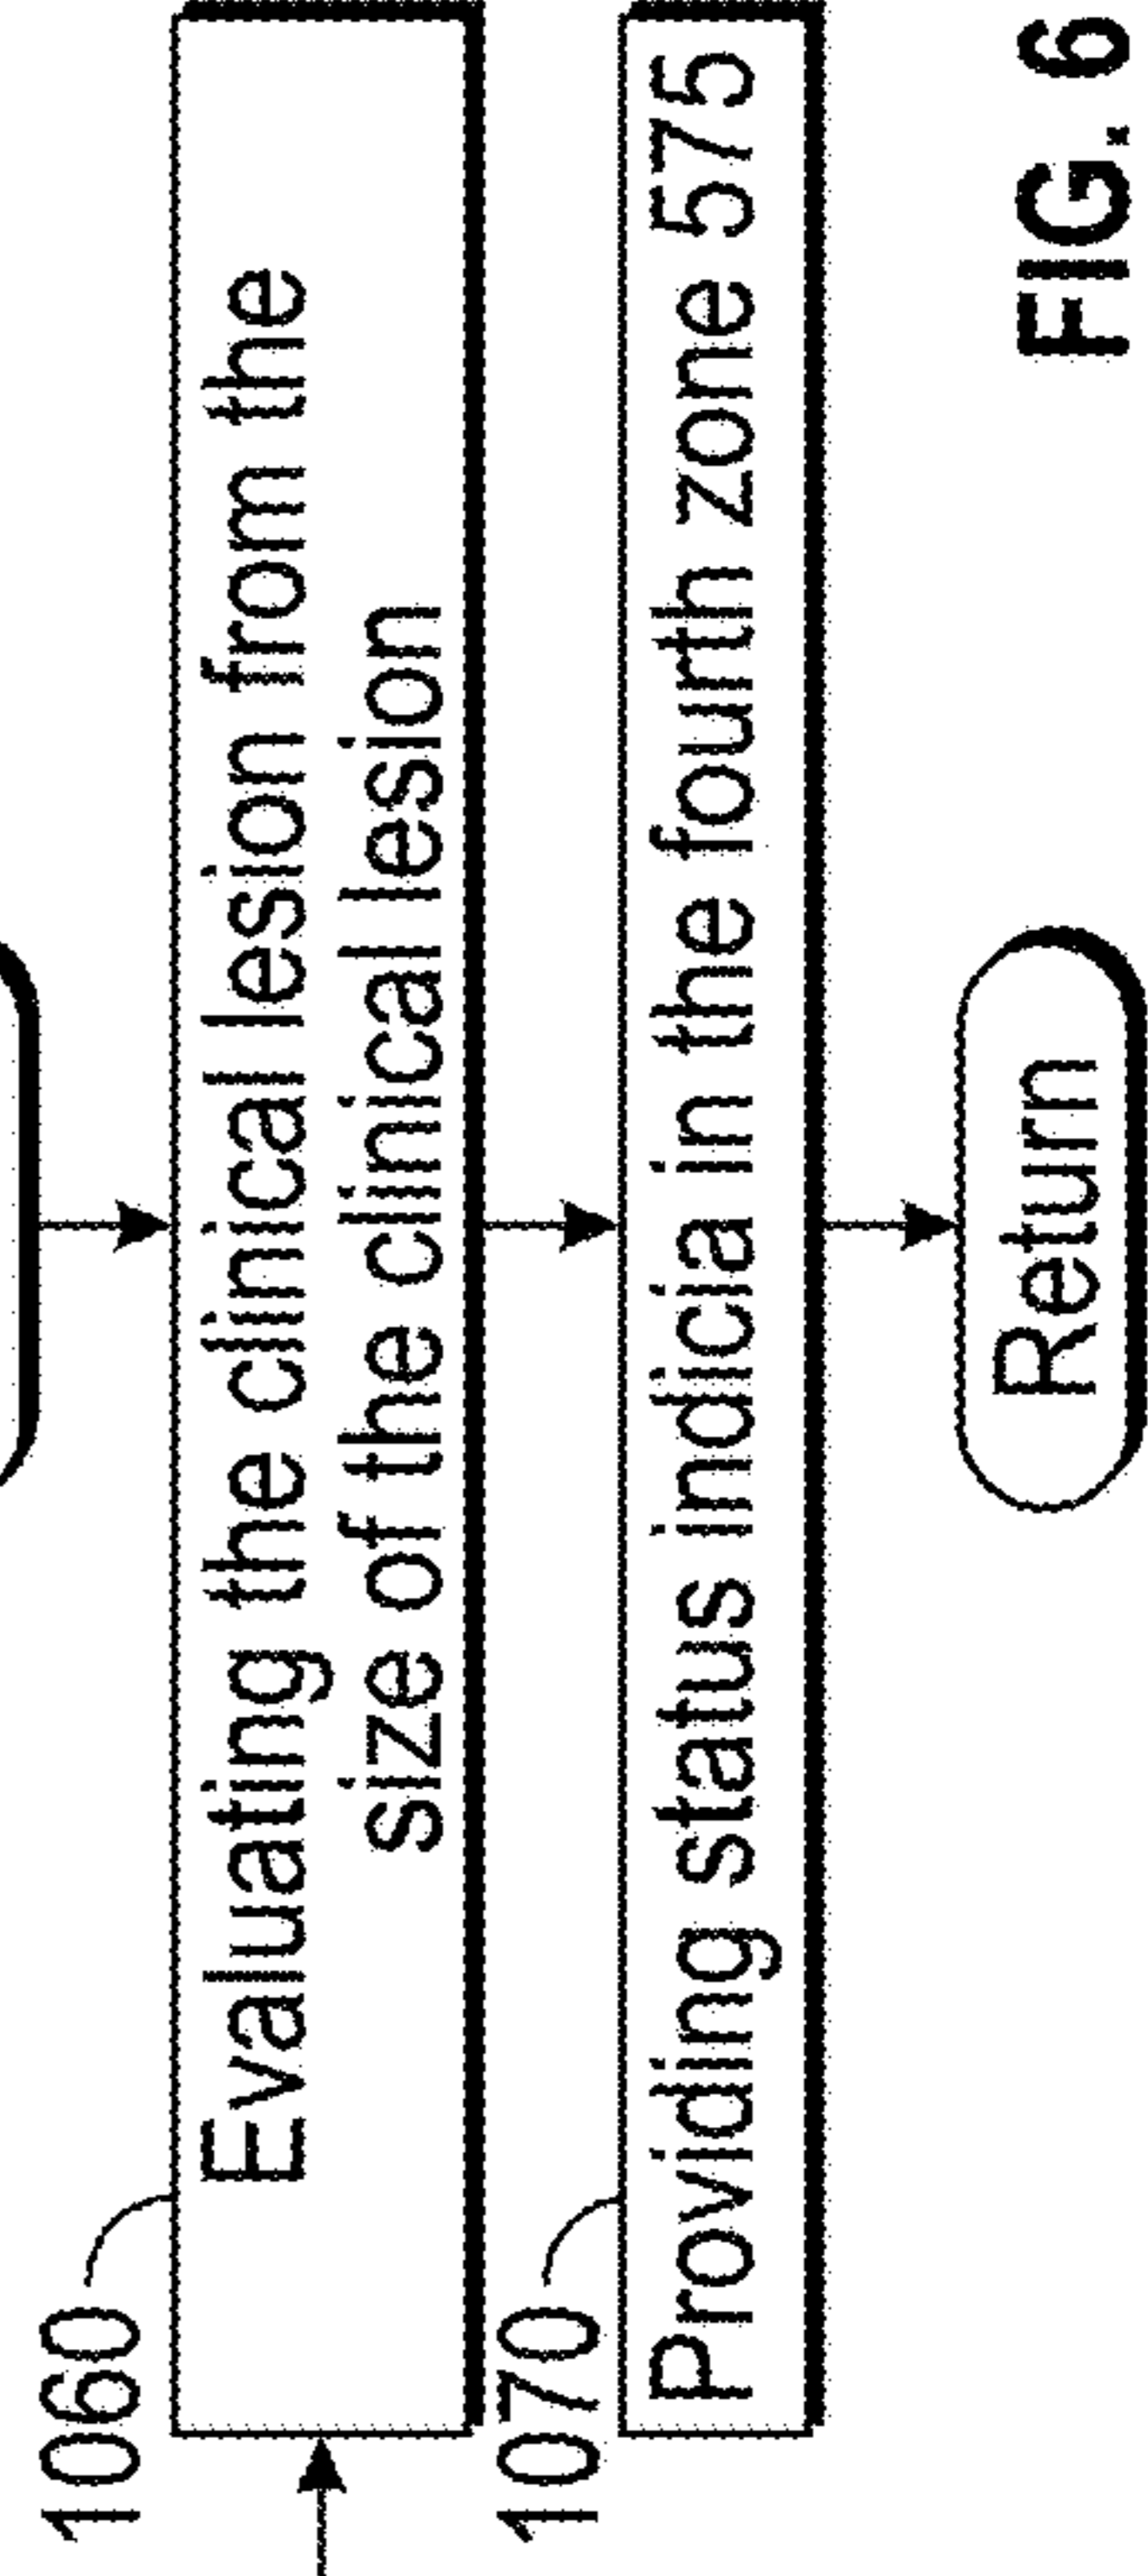 1060
Evaluating the clinical lesion from the
size of the clinical lesion
1070
Providing status indicia in the fourth zone 575
Return
FIG. 6